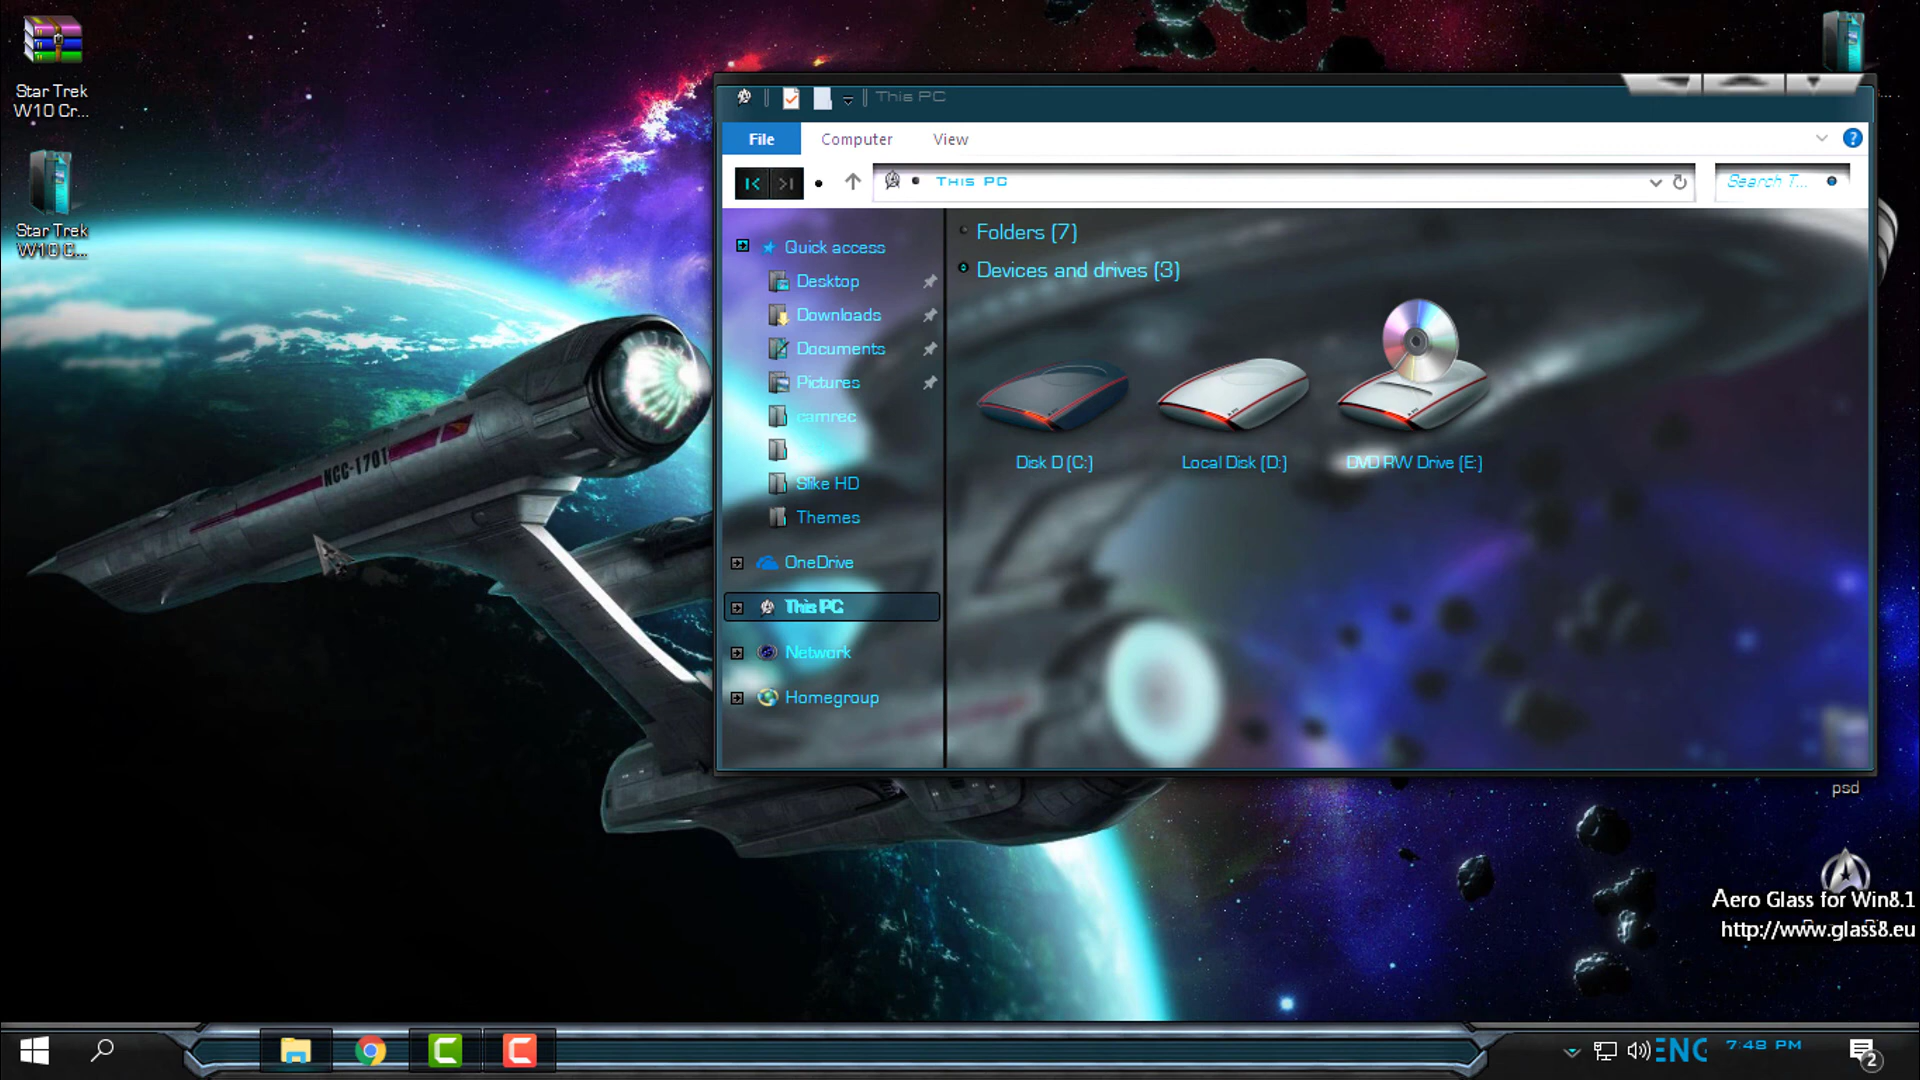 Star Trek
W10 Cr...
Star Trek
W10 C...
NCC-1701
This PC
File
Computer
View
This PC
Search T...
Quick access
Desktop
Downloads
Documents
Pictures
camrec
Slike HD
Themes
OneDrive
This PC
Network
Homegroup
Folders (7)
Devices and drives (3)
Disk D (C:)
Local Disk (D:)
DVD RW Drive (E:)
psd
Aero Glass for Win8.1
http://www.glass8.eu
ENG
7:48 PM
2